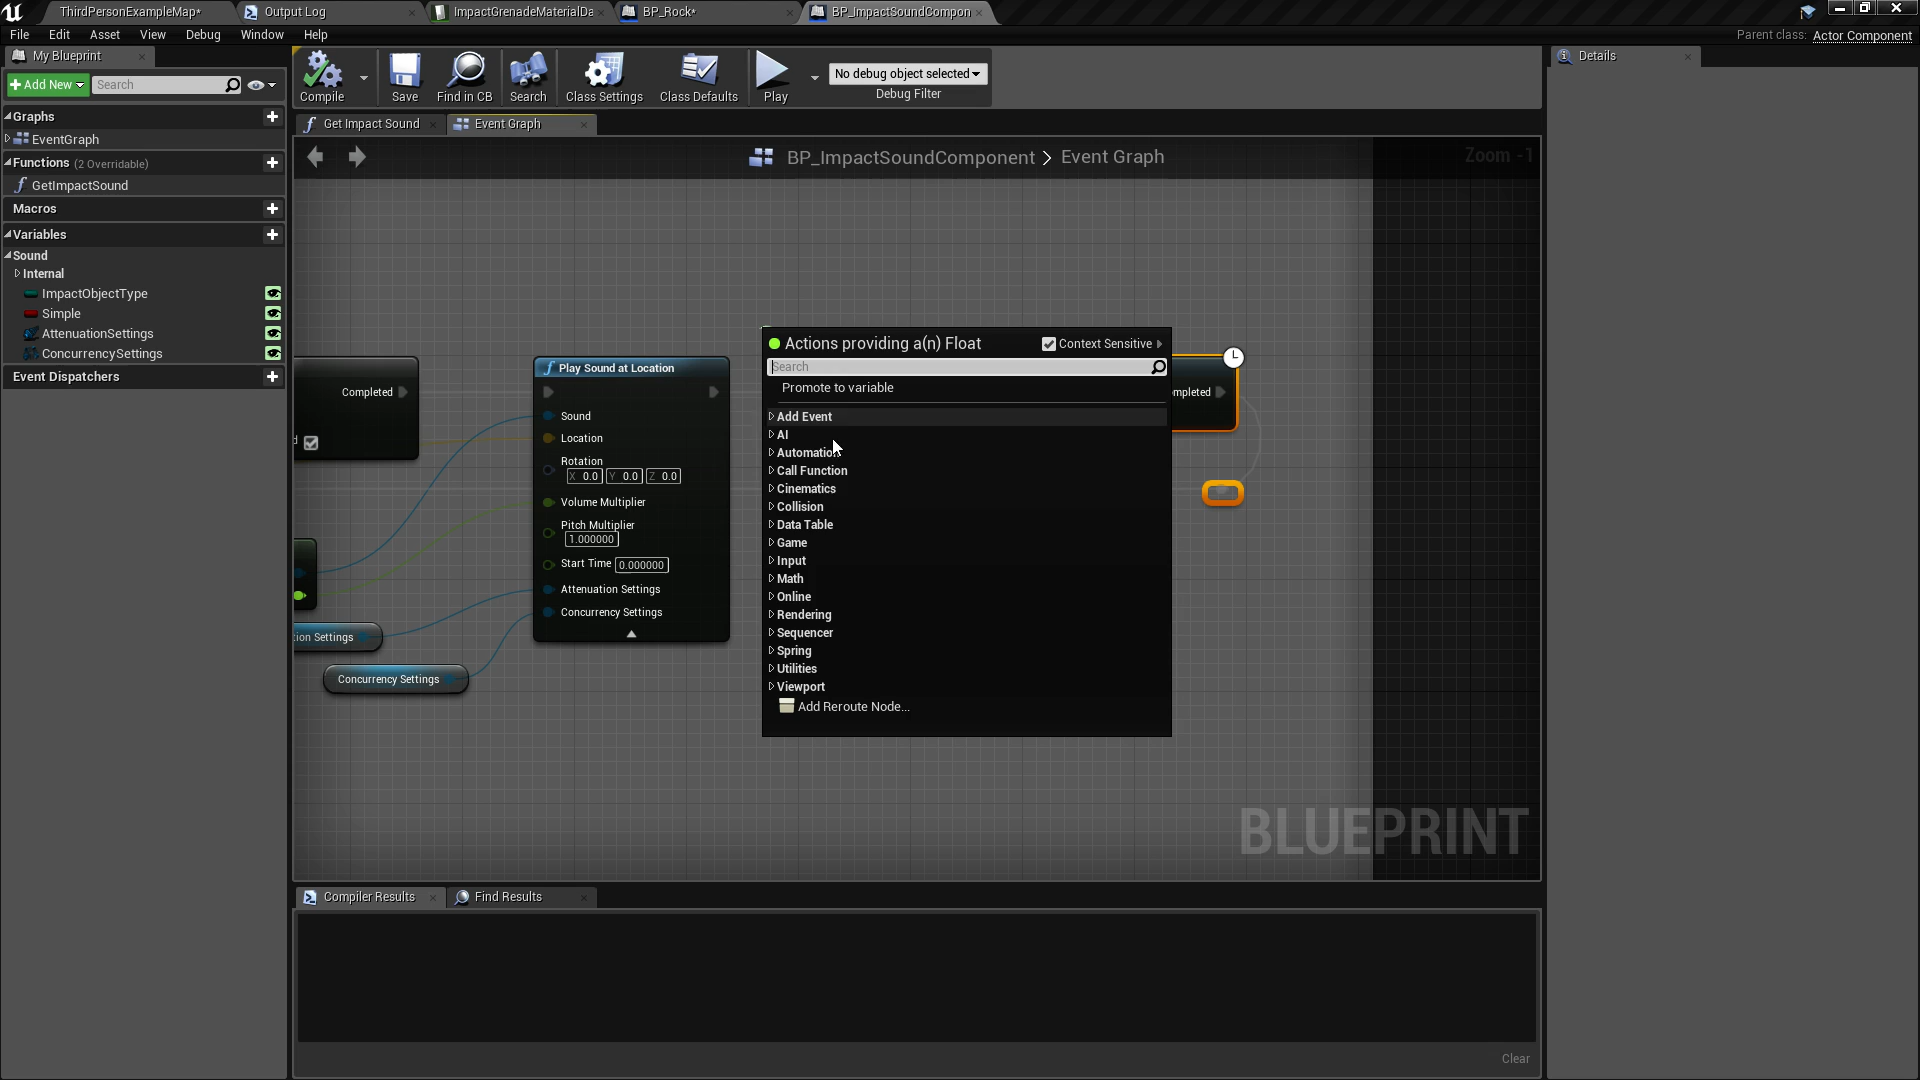 ThirdPersonExampleMap*
Output Log
ImpactGrenadeMaterialDa
BP_Rock*
BP_ImpactSoundCompon
File Edit Asset View Debug Window Help
Parent class: Actor Component
My Blueprint
Details
Add New
Search
Compile
Save
Find in CB
Search
Class Settings
Class Defaults
Play
No debug object selected
Debug Filter
Graphs
EventGraph
Functions (2 Overridable)
GetImpactSound
Macros
Variables
Sound
Internal
ImpactObjectType
Simple
AttenuationSettings
ConcurrencySettings
Event Dispatchers
Get Impact Sound
Event Graph
BP_ImpactSoundComponent > Event Graph
Zoom -1
Completed
d
tion Settings
Concurrency Settings
Play Sound at Location
Sound
Location
Rotation
X 0.0 Y 0.0 Z 0.0
Volume Multiplier
Pitch Multiplier
1.000000
Start Time 0.000000
Attenuation Settings
Concurrency Settings
Actions providing a(n) Float
Context Sensitive
Search
Promote to variable
Add Event
AI
Automation
Call Function
Cinematics
Collision
Data Table
Game
Input
Math
Online
Rendering
Sequencer
Spring
Utilities
Viewport
Add Reroute Node...
mpleted
BLUEPRINT
Compiler Results
Find Results
Clear